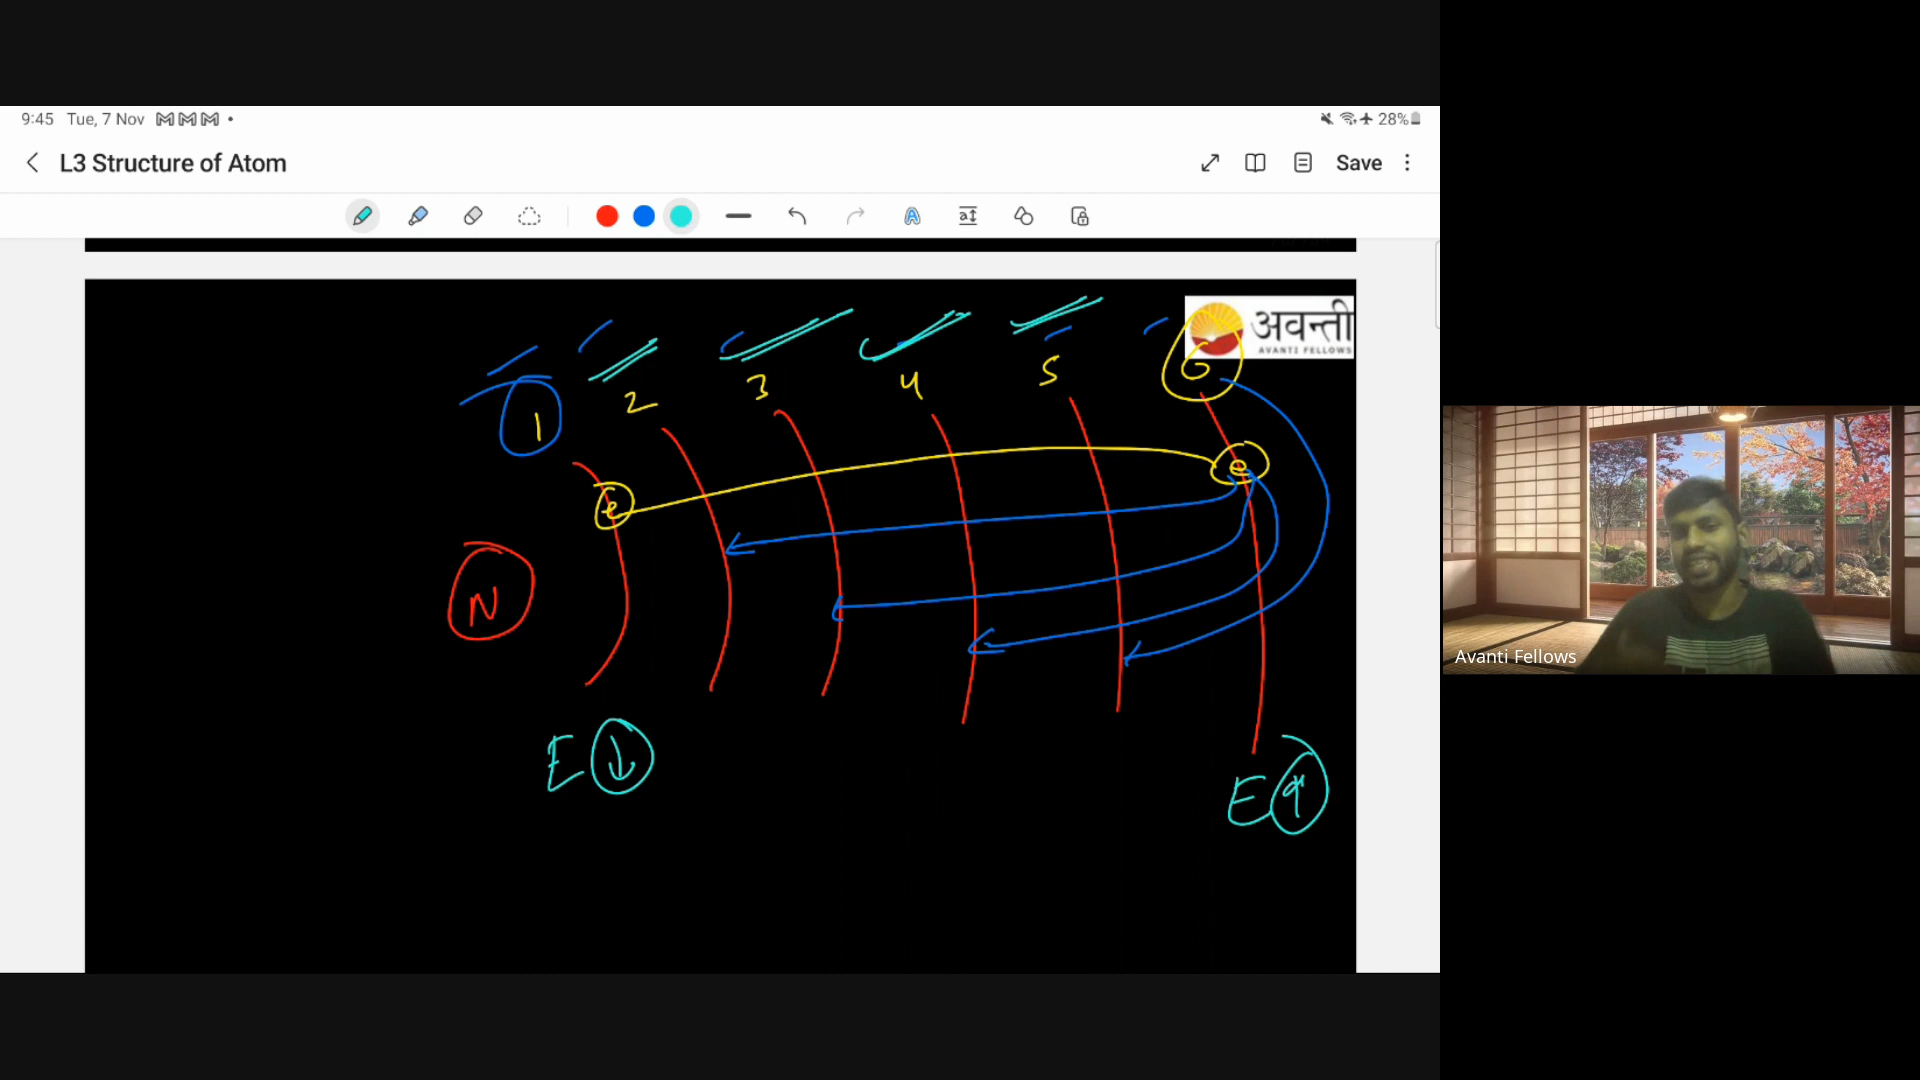 9:45 Tue, 7 Nov
28%
L3 Structure of Atom
Save
अवन्ती
AVANTI FELLOWS
1 2 3 4 5 6
e e
N
E ↓ E ↑
Avanti Fellows